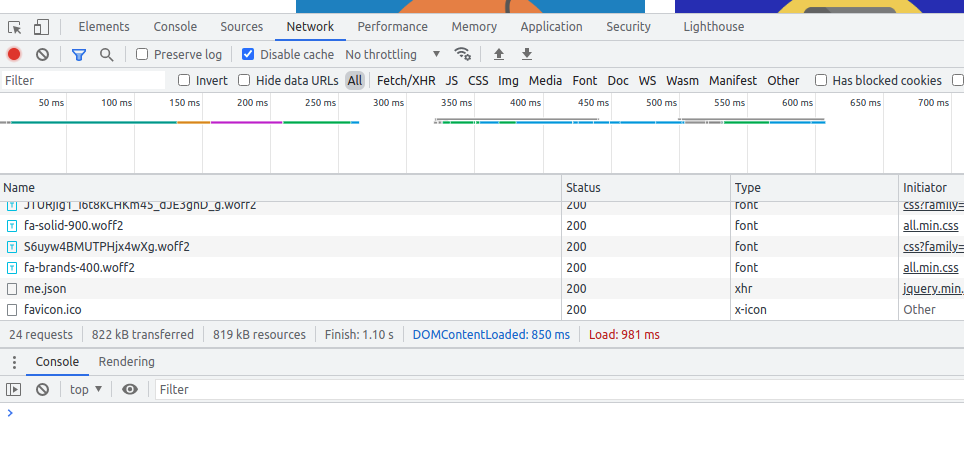 Elements Console Sources Network Performance Memory Application Security Lighthouse
Preserve log Disable cache No throttling
Filter Invert Hide data URLs All Fetch/XHR JS CSS Img Media Font Doc WS Wasm Manifest Other Has blocked cookies
50 ms 100 ms 150 ms 200 ms 250 ms 300 ms 350 ms 400 ms 450 ms 500 ms 550 ms 600 ms 650 ms 700 ms
Name Status Type Initiator
200 font css?family=
fa-solid-900.woff2 200 font all.min.css
S6uyw4BMUTPHjx4wXg.woff2 200 font css?family=
fa-brands-400.woff2 200 font all.min.css
me.json 200 xhr jquery.min.
favicon.ico 200 x-icon Other
24 requests 822 kB transferred 819 kB resources Finish: 1.10 s DOMContentLoaded: 850 ms Load: 981 ms
Console Rendering
top Filter